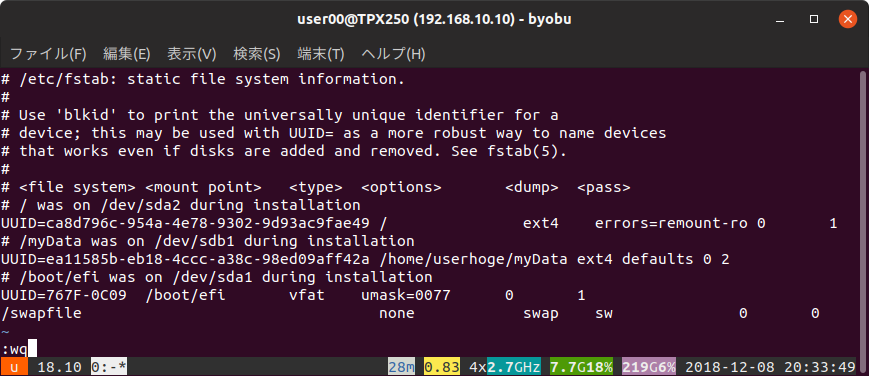 user00@TPX250 (192.168.10.10) - byobu
ファイル(F) 編集(E) 表示(V) 検索(S) 端末(T) ヘルプ(H)
# /etc/fstab: static file system information.
#
# Use 'blkid' to print the universally unique identifier for a
# device; this may be used with UUID= as a more robust way to name devices
# that works even if disks are added and removed. See fstab(5).
#
# <file system> <mount point>   <type>  <options>       <dump>  <pass>
# / was on /dev/sda2 during installation
UUID=ca8d796c-954a-4e78-9302-9d93ac9fae49 /               ext4    errors=remount-ro 0       1
# /myData was on /dev/sdb1 during installation
UUID=ea11585b-eb18-4ccc-a38c-98ed09aff42a /home/userhoge/myData ext4 defaults 0 2
# /boot/efi was on /dev/sda1 during installation
UUID=767F-0C09  /boot/efi       vfat    umask=0077      0       1
/swapfile                                 none            swap    sw              0       0
~
:wq
u  18.10 0:-*  28m 0.83 4x2.7GHz 7.7G18% 219G6% 2018-12-08 20:33:49